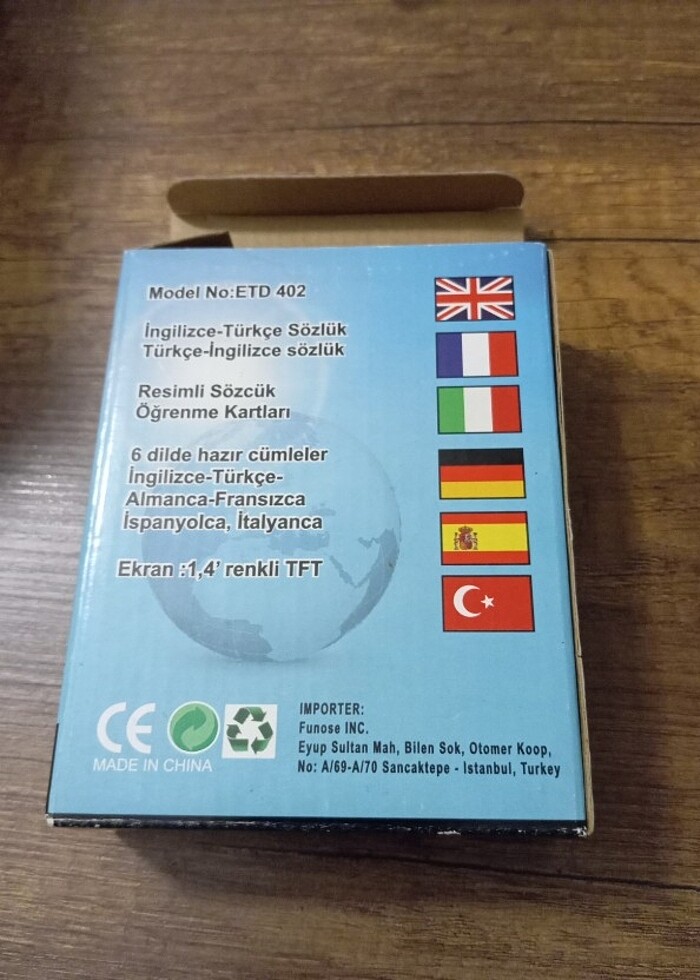 Model No:ETD 402
İngilizce-Türkçe Sözlük
Türkçe-İngilizce sözlük
Resimli Sözcük
Öğrenme Kartları
6 dilde hazır cümleler
İngilizce-Türkçe-
Almanca-Fransızca
İspanyolca, İtalyanca
Ekran :1,4' renkli TFT
CE
MADE IN CHINA
IMPORTER:
Funose INC.
Eyup Sultan Mah, Bilen Sok, Otomer Koop,
No: A/69-A/70 Sancaktepe - Istanbul, Turkey